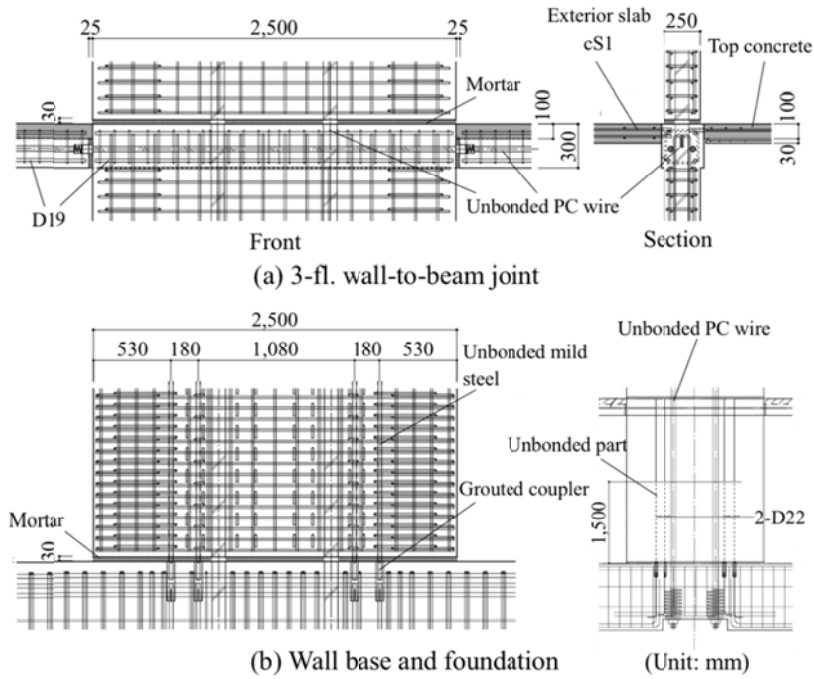 25
2,500
25
30
Mortar
100
300
D19
Unbonded PC wire
Front
Exterior slab
cS1
250
Top concrete
100
30
Section
(a) 3-fl. wall-to-beam joint
2,500
530
180
1,080
180
530
Unbonded mild
steel
Grouted coupler
Mortar
30
Unbonded PC wire
Unbonded part
1,500
2-D22
(b) Wall base and foundation
(Unit: mm)